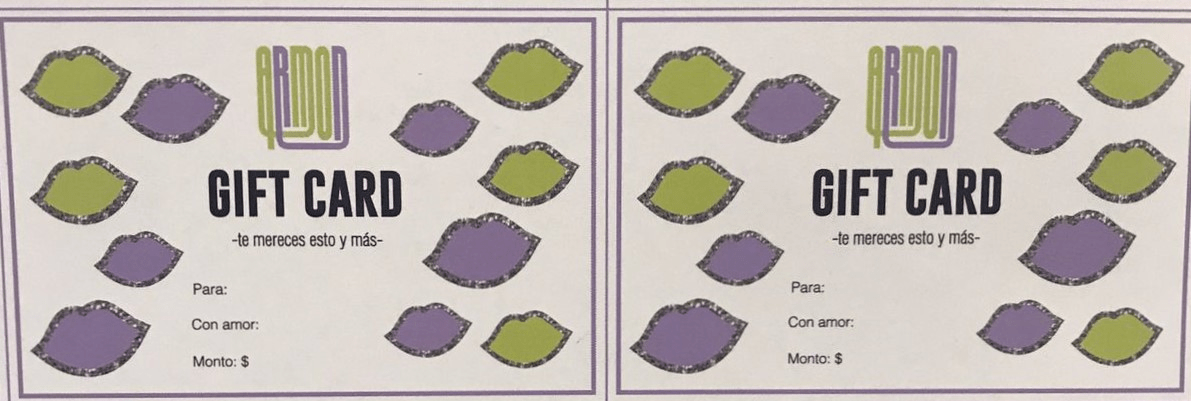 ARMON
GIFT CARD
-te mereces esto y más-
Para:
Con amor:
Monto: $
ARMON
GIFT CARD
-te mereces esto y más-
Para:
Con amor:
Monto: $